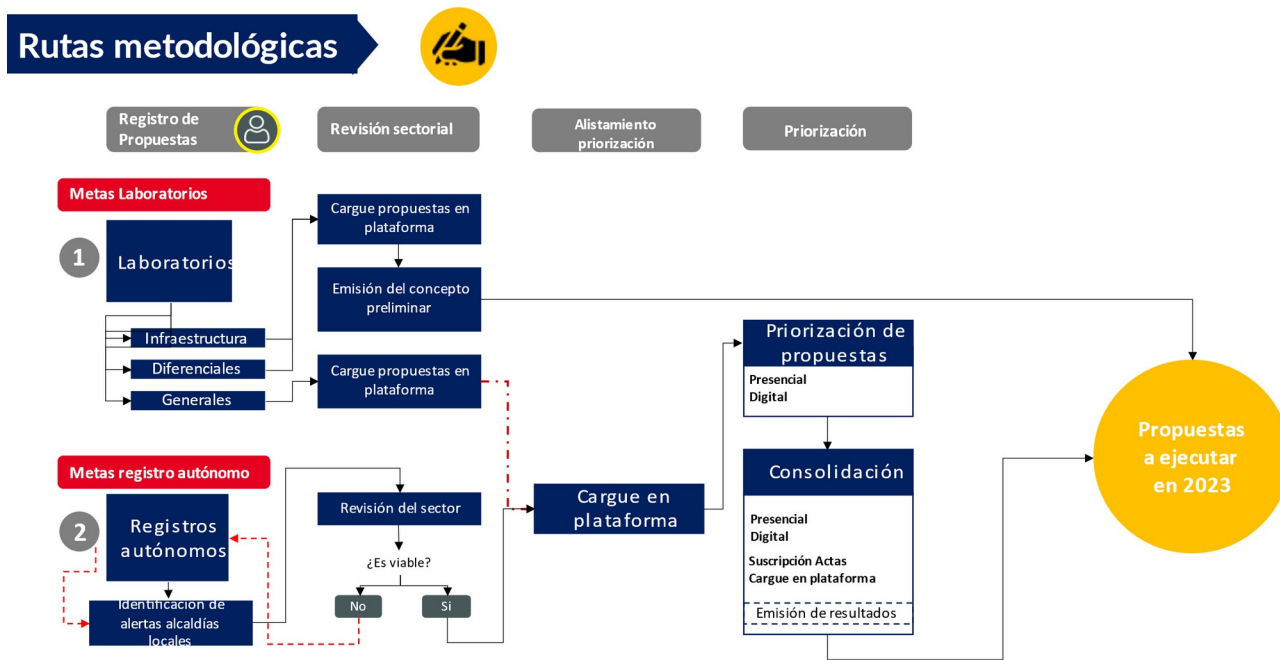 Rutas metodológicas
Registro de
Propuestas
Revisión sectorial
Alistamiento
priorización
Priorización
Metas Laboratorios
1
Laboratorios
Infraestructura
Diferenciales
Generales
Cargue propuestas en
plataforma
Emisión del concepto
preliminar
Cargue propuestas en
plataforma
Metas registro autónomo
2
Registros
autónomos
Identificación de
alertas alcaldías
locales
Revisión del sector
¿Es viable?
No
Si
Cargue en
plataforma
Priorización de
propuestas
Presencial
Digital
Consolidación
Presencial
Digital
Suscripción Actas
Cargue en plataforma
Emisión de resultados
Propuestas
a ejecutar
en 2023